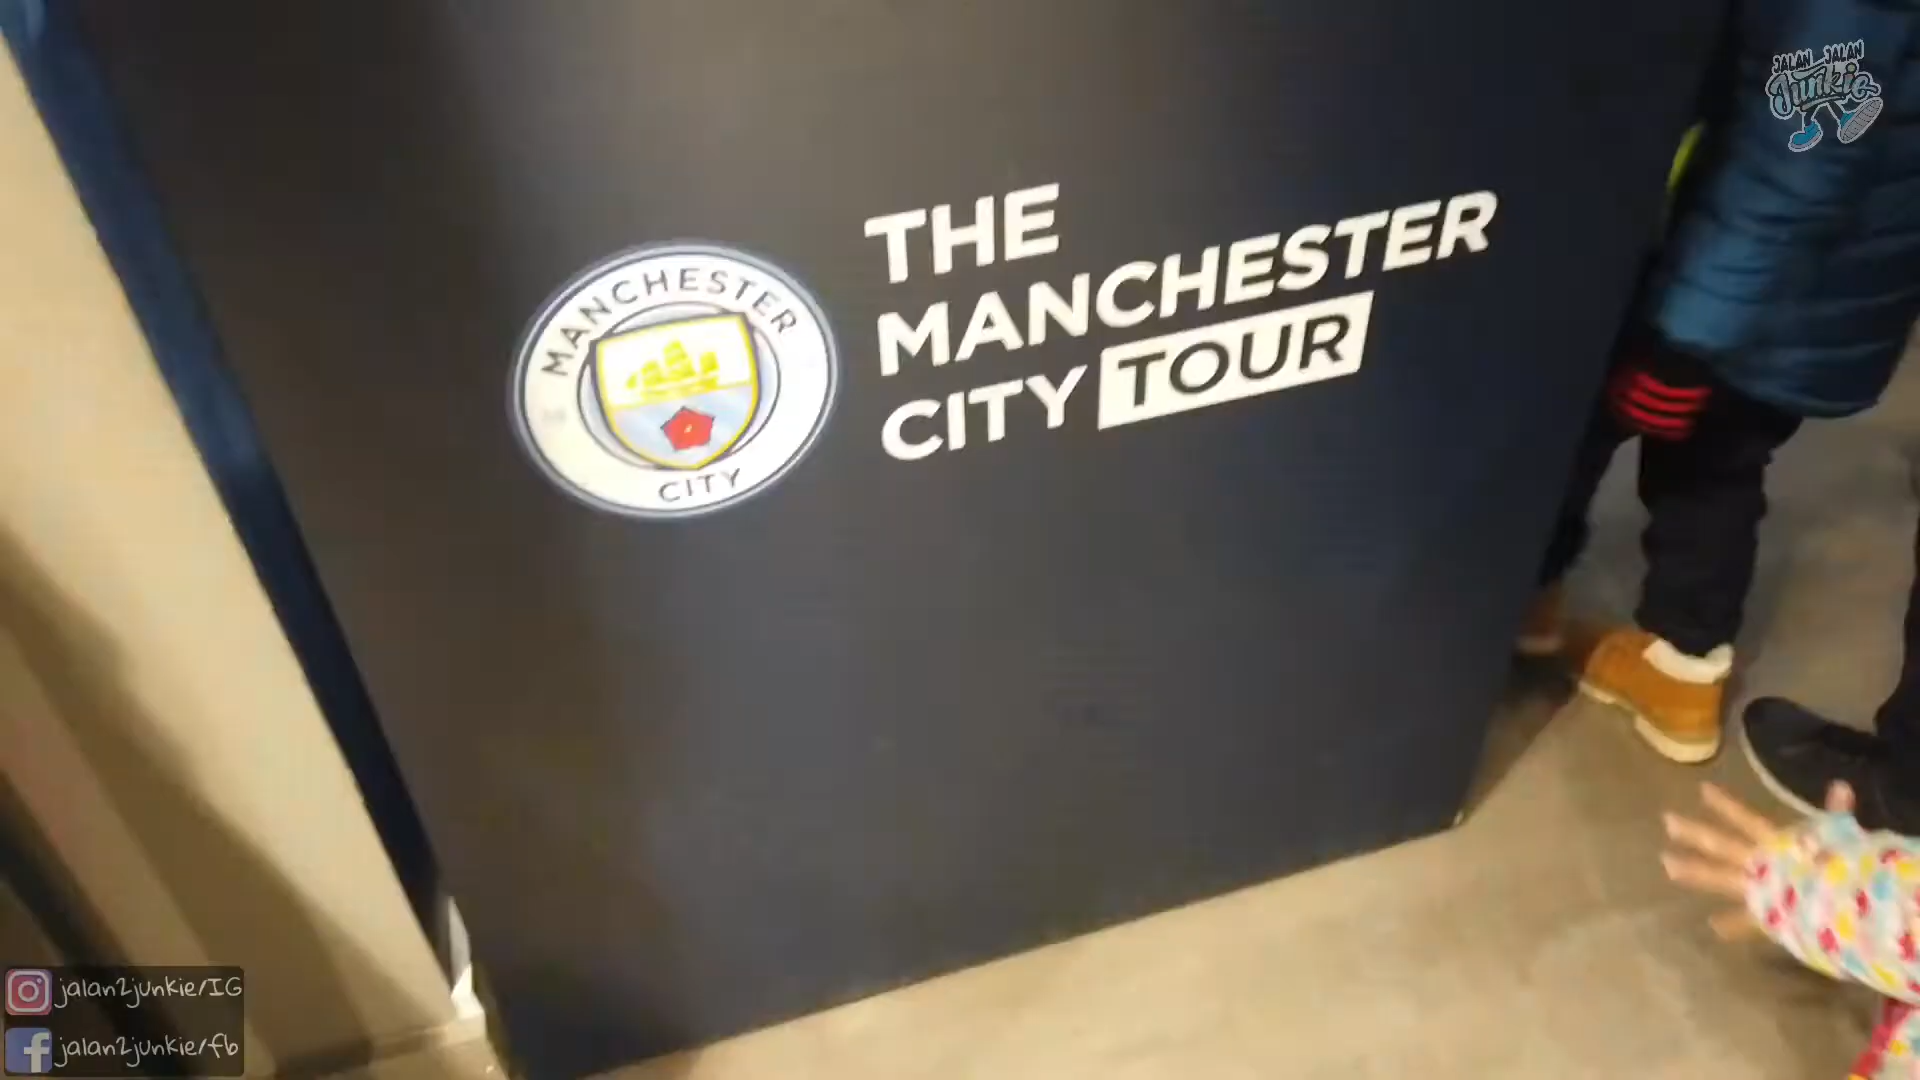 JALAN JALAN
Junkie
THE
MANCHESTER
CITY TOUR
MANCHESTER
CITY
jalan2junkie/IG
jalan2junkie/fb